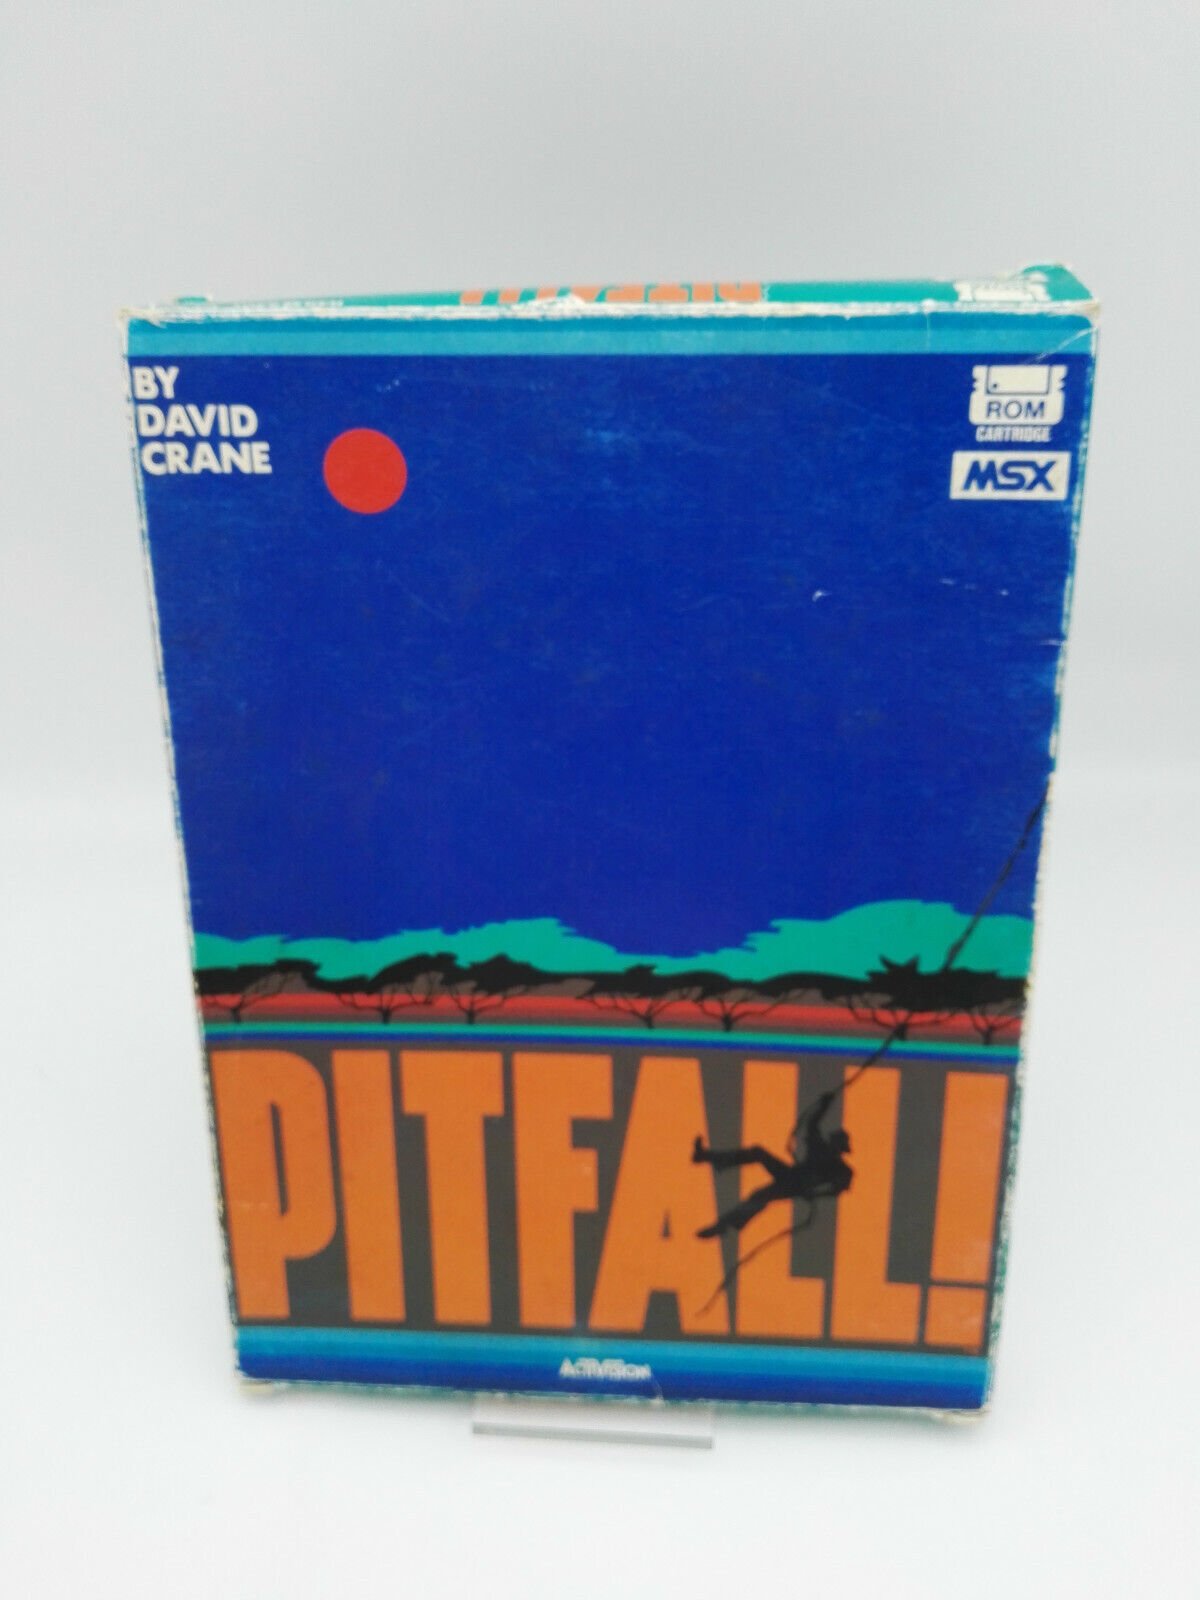 BY
DAVID
CRANE
ROM
CARTRIDGE
MSX
PITFALL!
ACTIVISION